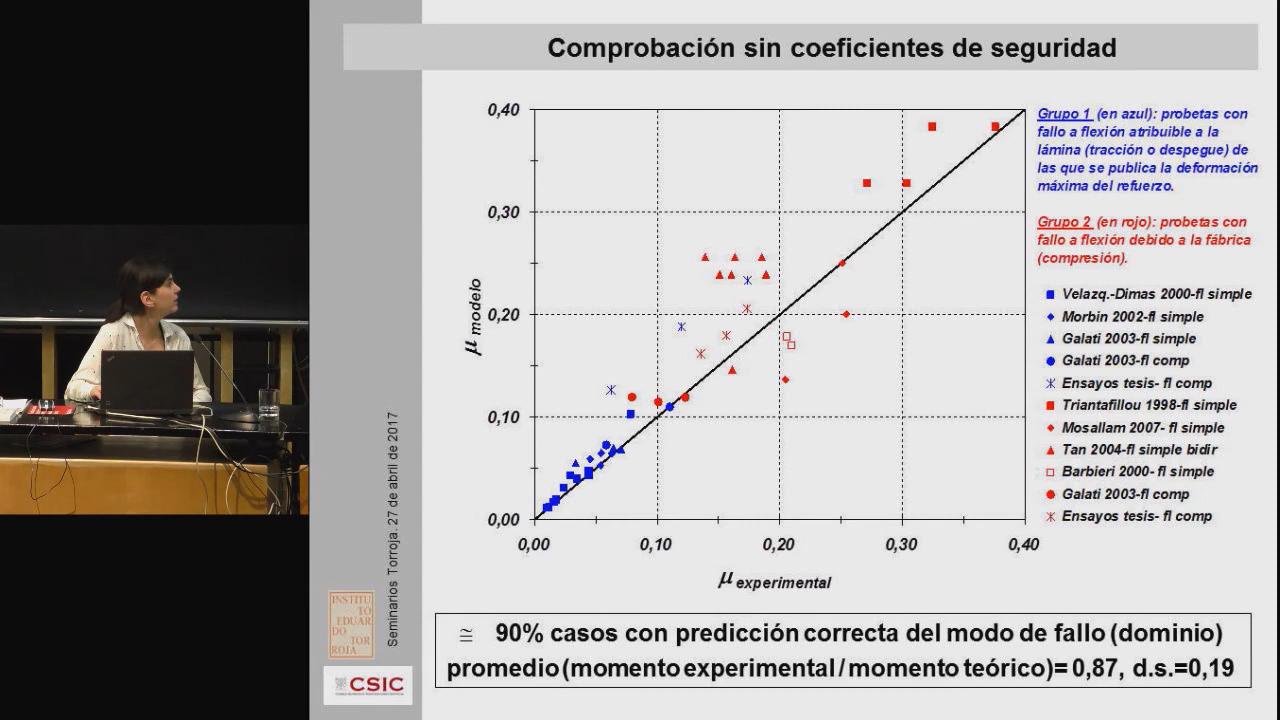 Comprobación sin coeficientes de seguridad
0,40
0,30
0,20
0,10
0,00
0,00 0,10 0,20 0,30 0,40
μ modelo
μ experimental
Grupo 1 (en azul): probetas con
fallo a flexión atribuible a la
lámina (tracción o despegue) de
las que se publica la deformación
máxima del refuerzo.
Grupo 2 (en rojo): probetas con
fallo a flexión debido a la fábrica
(compresión).
Velazq.-Dimas 2000-fl simple
Morbin 2002-fl simple
Galati 2003-fl simple
Galati 2003-fl comp
Ensayos tesis- fl comp
Triantafillou 1998-fl simple
Mosallam 2007- fl simple
Tan 2004-fl simple bidir
Barbieri 2000- fl simple
Galati 2003-fl comp
Ensayos tesis- fl comp
≅ 90% casos con predicción correcta del modo de fallo (dominio)
promedio (momento experimental / momento teórico)= 0,87, d.s.=0,19
Seminarios Torroja. 27 de abril de 2017
INSTITU
TO
EDUAR
DO
TOR
ROJA
CSIC